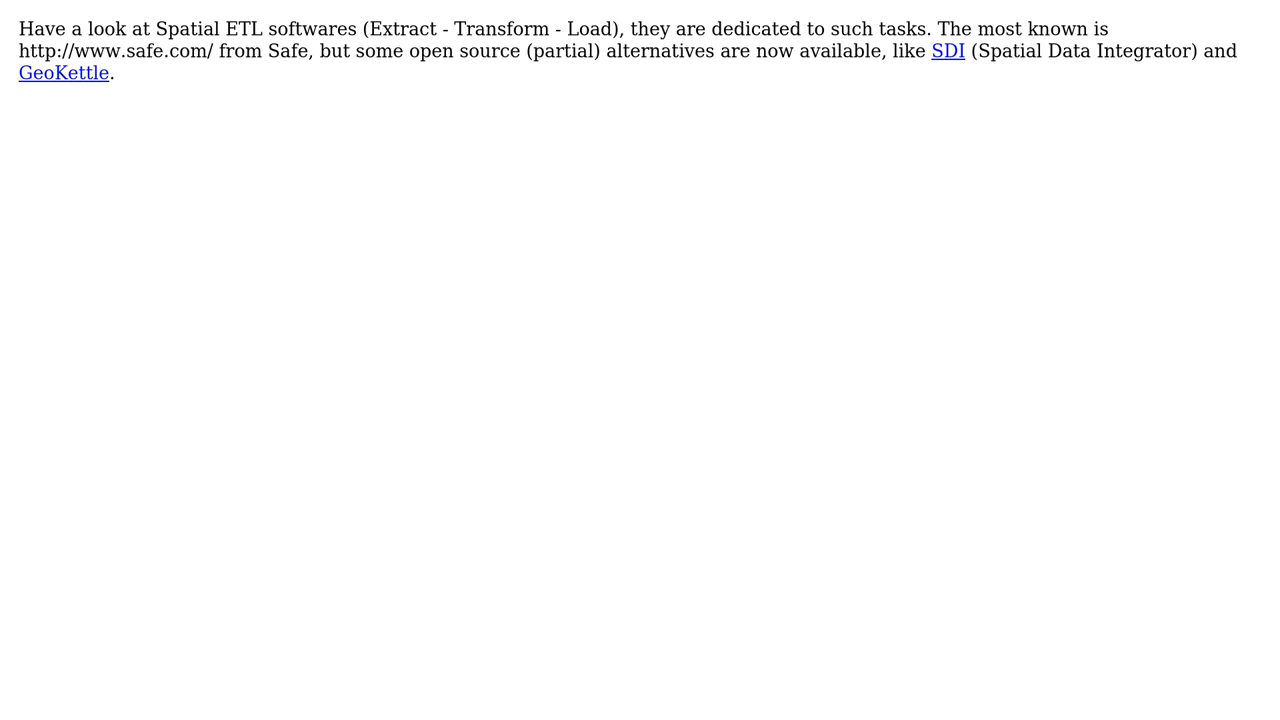 Have a look at Spatial ETL softwares (Extract - Transform - Load), they are dedicated to such tasks. The most known is
http://www.safe.com/ from Safe, but some open source (partial) alternatives are now available, like SDI (Spatial Data Integrator) and
GeoKettle.